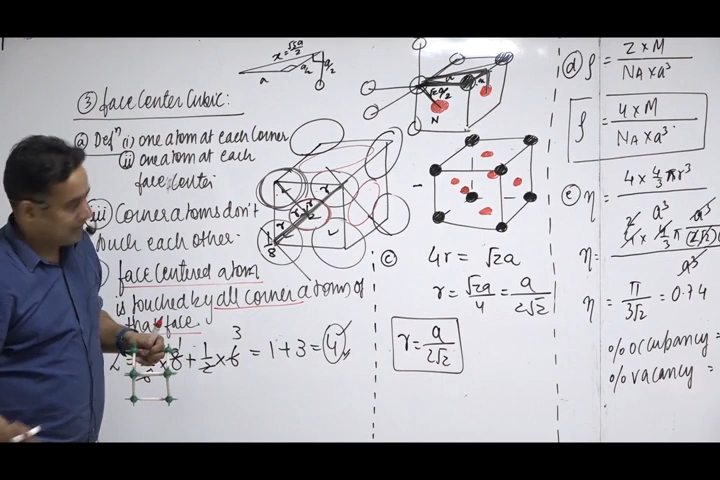 ③ face Center Cubic:
ⓐ Defⁿ (i) one atom at each corner
(ii) one atom at each
face center
(iii) Corner atoms don't
touch each other.
face centered atom
is touched by all corner atoms of
that face
+ 1/2 × 6 3 = 1 + 3 = ④
x = √2a/2
a
a/2
a/2
N
r
r
1/8
L
ⓒ 4r = √2a
r = √2a/4 = a/2√2
r = a/2√2
ⓓ ρ = Z × M / NA × a³
ρ = 4 × M / NA × a³
ⓔ η = 4 × 4/3 πr³ / a³
η =
a³
η = π/3√2 = 0.74
% occupancy =
% vacancy =